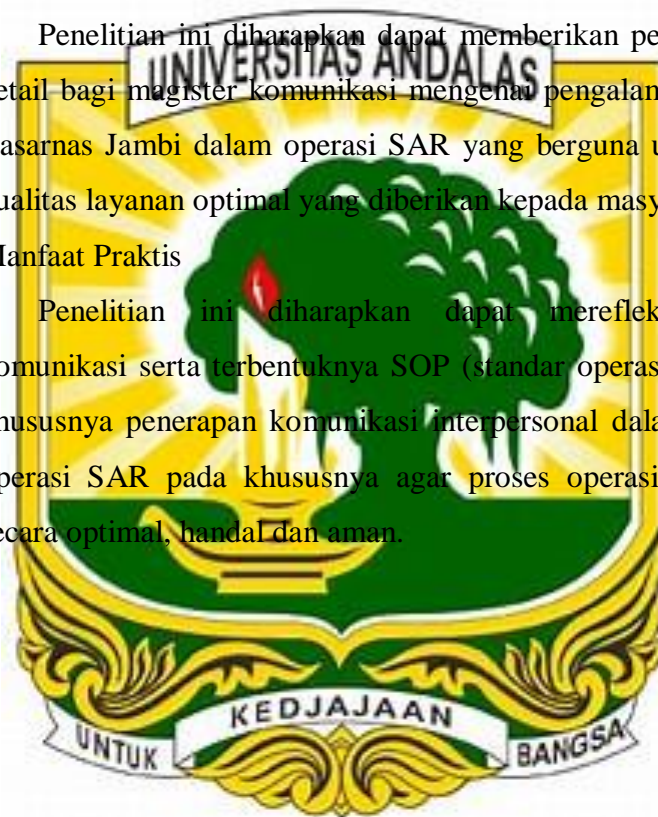 Penelitian ini diharapkan dapat memberikan pe
UNIVERSITAS ANDALAS
etail bagi magister komunikasi mengenai pengalan
asarnas Jambi dalam operasi SAR yang berguna u
ualitas layanan optimal yang diberikan kepada masy
Manfaat Praktis
Penelitian ini diharapkan dapat mereflek
omunikasi serta terbentuknya SOP (standar operas
hususnya penerapan komunikasi interpersonal dala
perasi SAR pada khususnya agar proses operasi
ecara optimal, handal dan aman.
UNTUK KEDJAJAAN BANGSA